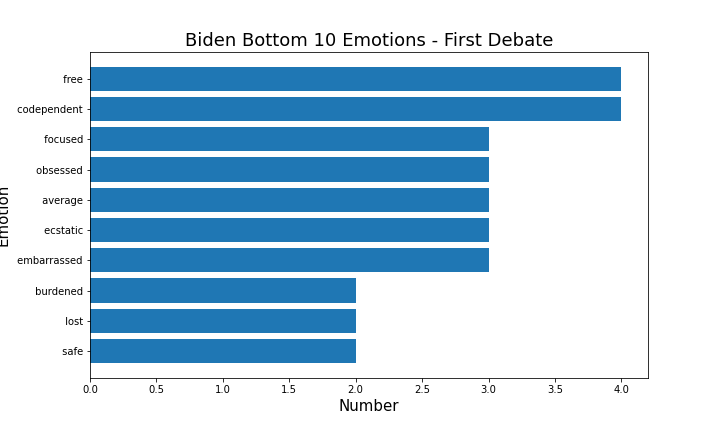 Biden Bottom 10 Emotions - First Debate
free
codependent
focused
obsessed
average
ecstatic
embarrassed
burdened
lost
safe
Emotion
0.0 0.5 1.0 1.5 2.0 2.5 3.0 3.5 4.0
Number